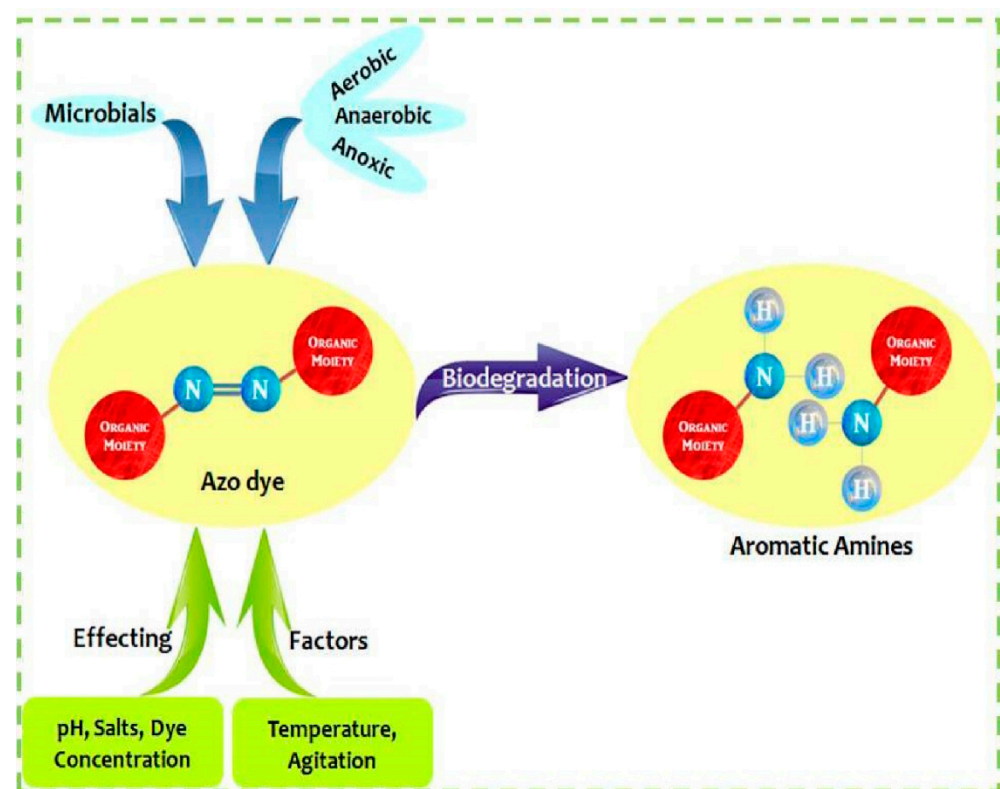 Microbials
Aerobic
Anaerobic
Anoxic
ORGANIC
MOIETY
N
N
ORGANIC
MOIETY
Azo dye
Biodegradation
H
ORGANIC
MOIETY
N
H
ORGANIC
MOIETY
H
N
H
Aromatic Amines
Effecting
Factors
pH, Salts, Dye
Concentration
Temperature,
Agitation